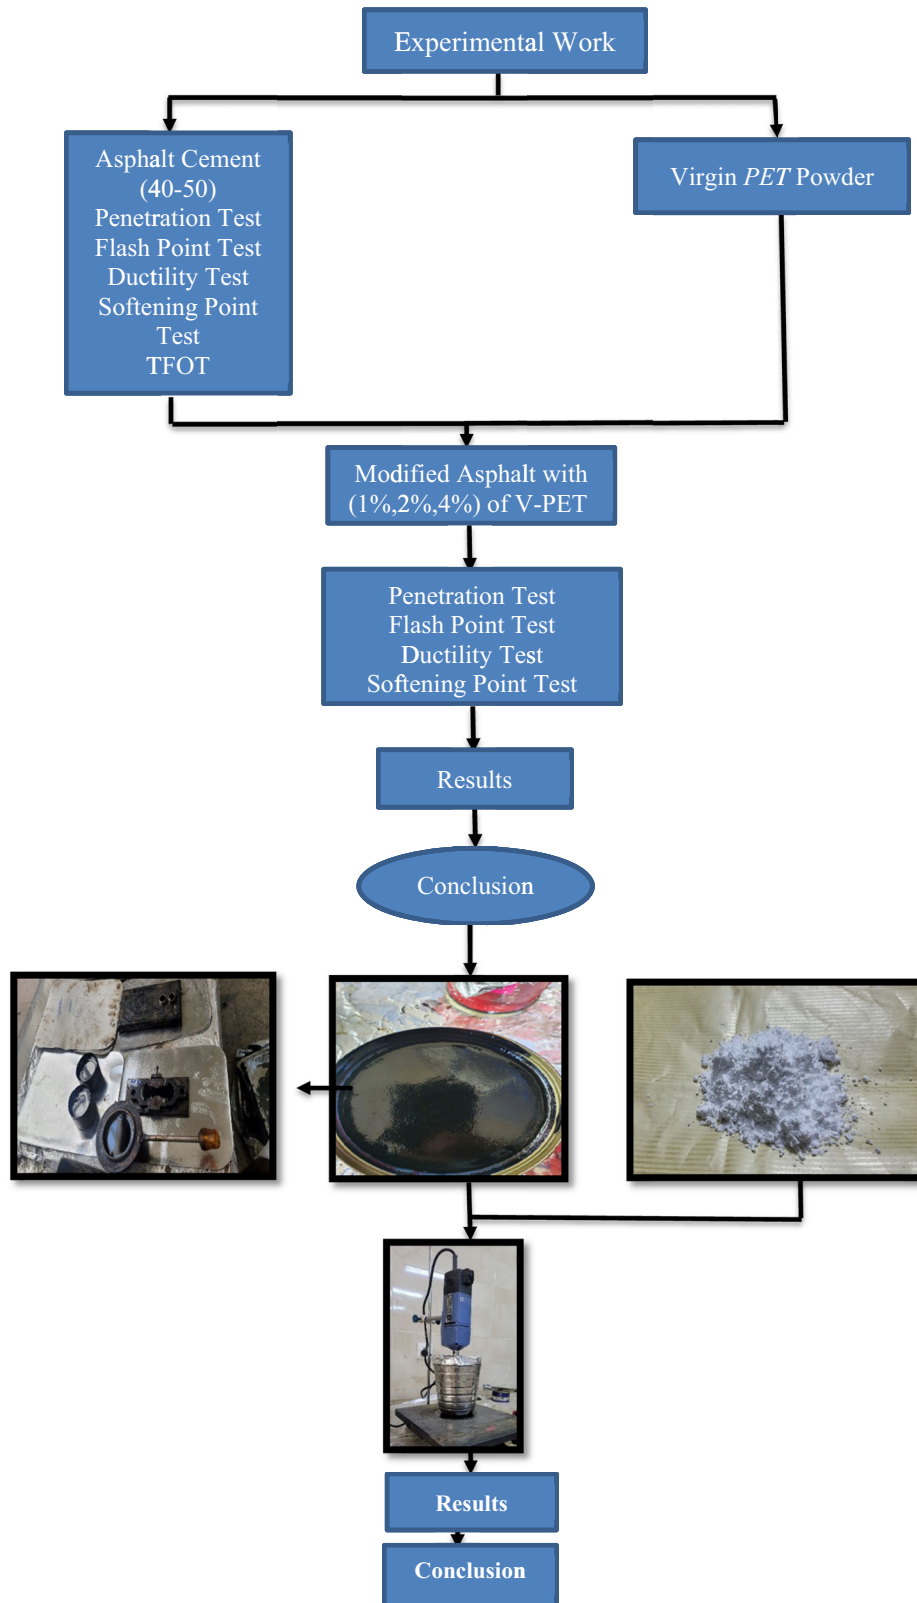 Experimental Work
Asphalt Cement
(40-50)
Penetration Test
Flash Point Test
Ductility Test
Softening Point
Test
TFOT
Virgin PET Powder
Modified Asphalt with
(1%,2%,4%) of V-PET
Penetration Test
Flash Point Test
Ductility Test
Softening Point Test
Results
Conclusion
Results
Conclusion